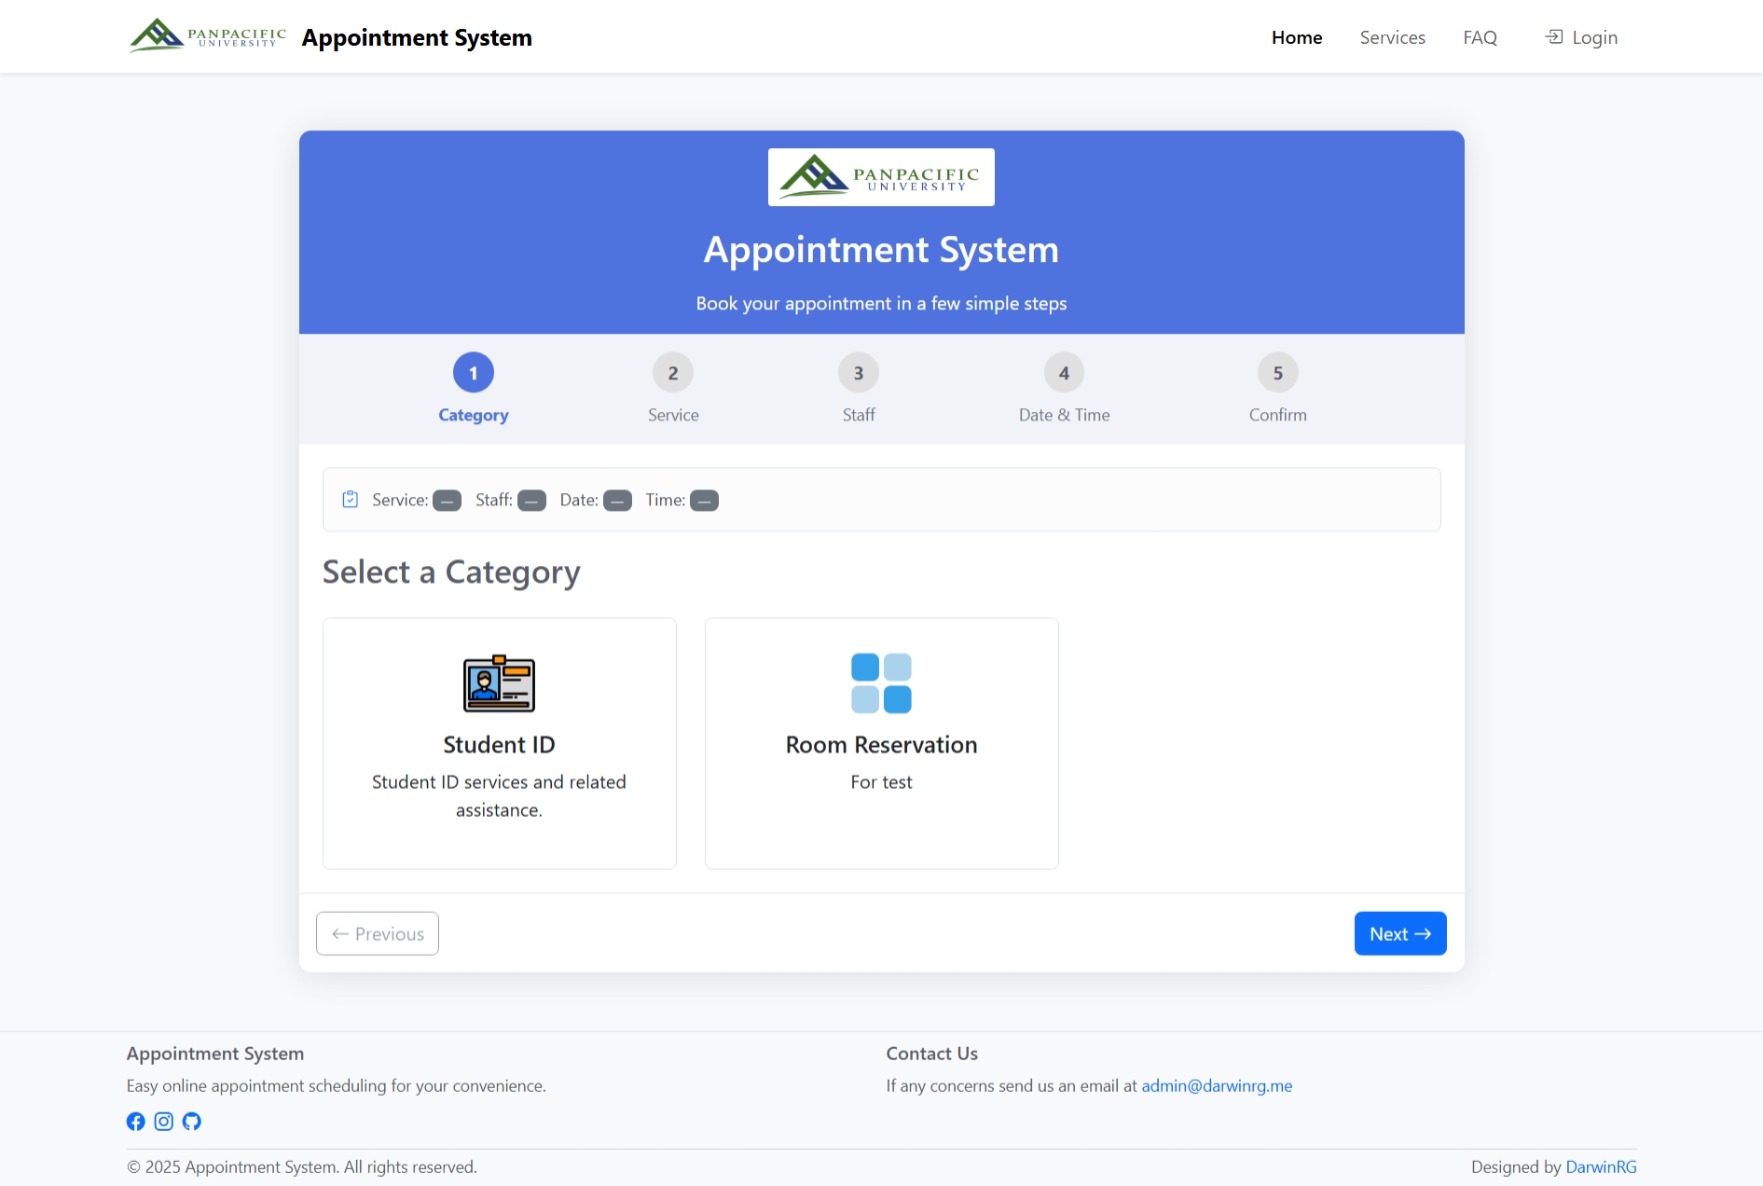 PANPACIFIC
UNIVERSITY
Appointment System
Home
Services
FAQ
Login
PANPACIFIC
UNIVERSITY
Appointment System
Book your appointment in a few simple steps
1
2
3
4
5
Category
Service
Staff
Date & Time
Confirm
Service: — Staff: — Date: — Time: —
Select a Category
Student ID
Student ID services and related
assistance.
Room Reservation
For test
← Previous
Next →
Appointment System
Easy online appointment scheduling for your convenience.
Contact Us
If any concerns send us an email at admin@darwinrg.me
© 2025 Appointment System. All rights reserved.
Designed by DarwinRG